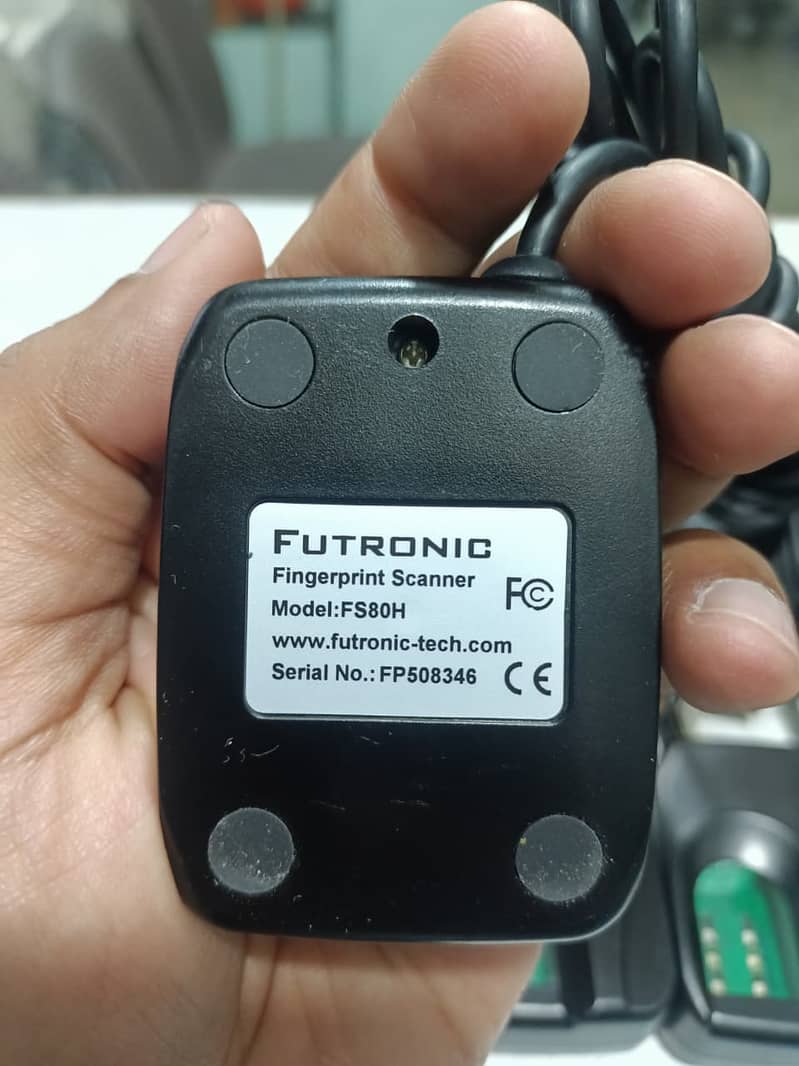 FUTRONIC
Fingerprint Scanner
FC
Model:FS80H
www.futronic-tech.com
Serial No.: FP508346
CE